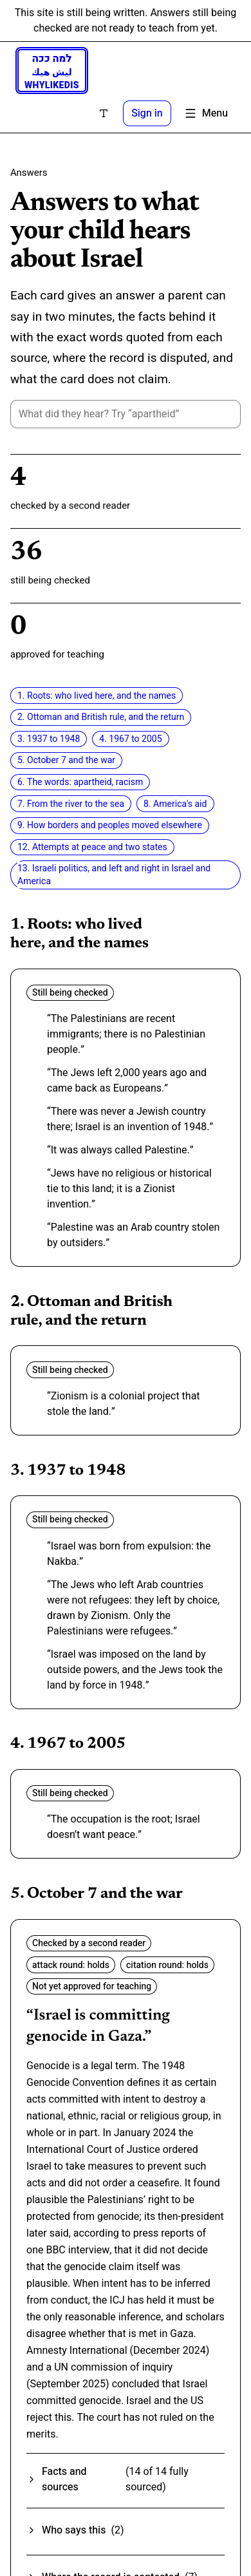 This site is still being written. Answers still being
checked are not ready to teach from yet.
למה ככה
ليش هيك
WHYLIKEDIS
Sign in
Menu
Answers
Answers to what
your child hears
about Israel
Each card gives an answer a parent can
say in two minutes, the facts behind it
with the exact words quoted from each
source, where the record is disputed, and
what the card does not claim.
What did they hear? Try “apartheid”
4
checked by a second reader
36
still being checked
0
approved for teaching
1. Roots: who lived here, and the names
2. Ottoman and British rule, and the return
3. 1937 to 1948
4. 1967 to 2005
5. October 7 and the war
6. The words: apartheid, racism
7. From the river to the sea
8. America’s aid
9. How borders and peoples moved elsewhere
12. Attempts at peace and two states
13. Israeli politics, and left and right in Israel and
America
1. Roots: who lived
here, and the names
Still being checked
“The Palestinians are recent
immigrants; there is no Palestinian
people.”
“The Jews left 2,000 years ago and
came back as Europeans.”
“There was never a Jewish country
there; Israel is an invention of 1948.”
“It was always called Palestine.”
“Jews have no religious or historical
tie to this land; it is a Zionist
invention.”
“Palestine was an Arab country stolen
by outsiders.”
2. Ottoman and British
rule, and the return
Still being checked
“Zionism is a colonial project that
stole the land.”
3. 1937 to 1948
Still being checked
“Israel was born from expulsion: the
Nakba.”
“The Jews who left Arab countries
were not refugees: they left by choice,
drawn by Zionism. Only the
Palestinians were refugees.”
“Israel was imposed on the land by
outside powers, and the Jews took the
land by force in 1948.”
4. 1967 to 2005
Still being checked
“The occupation is the root; Israel
doesn’t want peace.”
5. October 7 and the war
Checked by a second reader
attack round: holds
citation round: holds
Not yet approved for teaching
“Israel is committing
genocide in Gaza.”
Genocide is a legal term. The 1948
Genocide Convention defines it as certain
acts committed with intent to destroy a
national, ethnic, racial or religious group, in
whole or in part. In January 2024 the
International Court of Justice ordered
Israel to take measures to prevent such
acts and did not order a ceasefire. It found
plausible the Palestinians’ right to be
protected from genocide; its then-president
later said, according to press reports of
one BBC interview, that it did not decide
that the genocide claim itself was
plausible. When intent has to be inferred
from conduct, the ICJ has held it must be
the only reasonable inference, and scholars
disagree whether that is met in Gaza.
Amnesty International (December 2024)
and a UN commission of inquiry
(September 2025) concluded that Israel
committed genocide. Israel and the US
reject this. The court has not ruled on the
merits.
Facts and
sources
(14 of 14 fully
sourced)
Who says this (2)